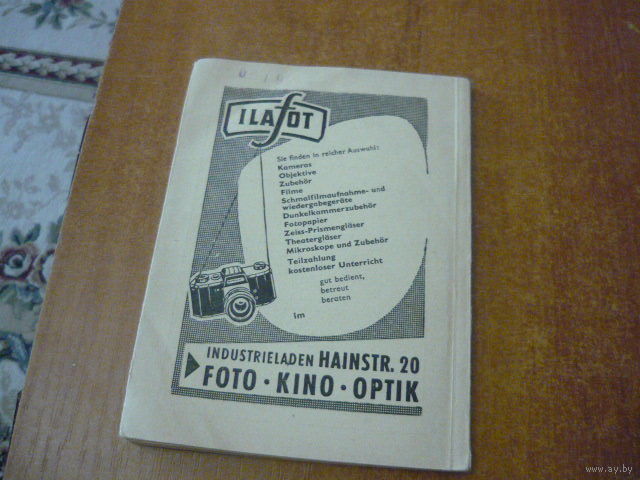 ILAfOT
Sie finden in reicher Auswahl:
Kameras
Objektive
Zubehör
Filme
Schmalfilmaufnahme- und
wiedergabegeräte
Dunkelkammerzubehör
Fotopapier
Zeiss-Prismengläser
Theatergläser
Mikroskope und Zubehör
Teilzahlung
kostenloser Unterricht
gut bedient,
betreut
beraten
Im
INDUSTRIELADEN HAINSTR. 20
FOTO · KINO · OPTIK
www.ay.by